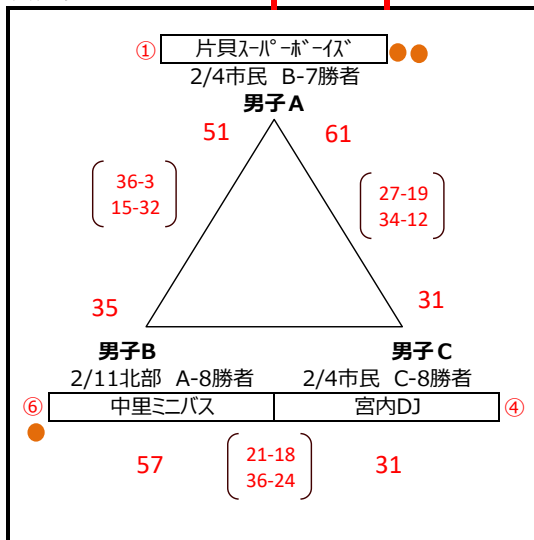 ① 片貝ｽｰﾊﾟｰﾎﾞｰｲｽﾞ
2/4市民 B-7勝者
男子A
51 61
36-3
15-32
27-19
34-12
35 31
男子B 男子C
2/11北部 A-8勝者 2/4市民 C-8勝者
⑥ 中里ミニバス 宮内DJ ④
57 31
21-18
36-24